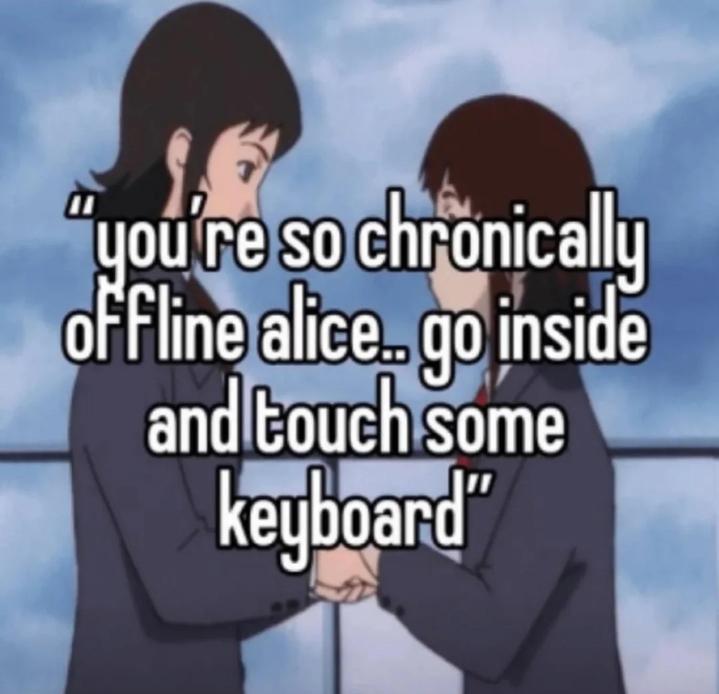 “you're so chronically
offline alice.. go inside
and touch some
keyboard”